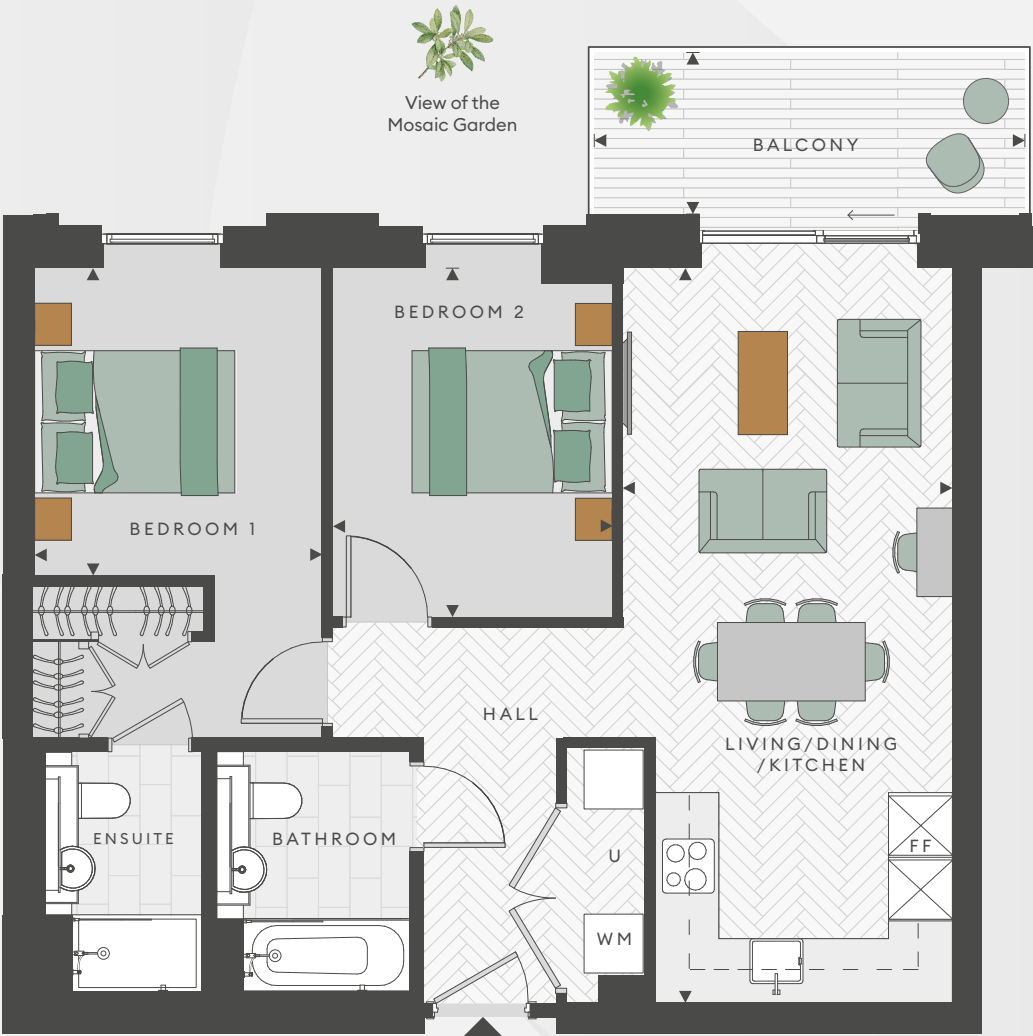 View of the
Mosaic Garden
BALCONY
BEDROOM 2
BEDROOM 1
HALL
LIVING/DINING
/KITCHEN
ENSUITE
BATHROOM
U
FF
WM